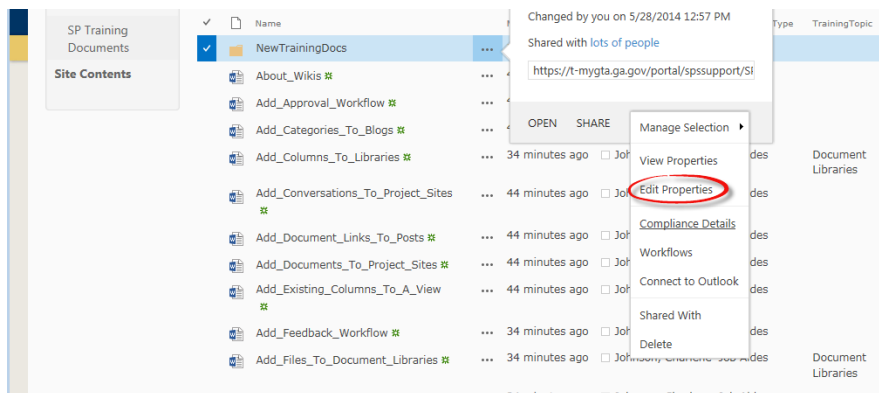 SP Training
Documents
Site Contents
Name
Type
TrainingTopic
NewTrainingDocs
...
Changed by you on 5/28/2014 12:57 PM
Shared with lots of people
https://t-mygta.ga.gov/portal/spssupport/
OPEN SHARE
Manage Selection
View Properties
Edit Properties
Compliance Details
Workflows
Connect to Outlook
Shared With
Delete
About_Wikis
...
Add_Approval_Workflow
...
Add_Categories_To_Blogs
...
Add_Columns_To_Libraries
... 34 minutes ago
Document
Libraries
Add_Conversations_To_Project_Sites
... 44 minutes ago
Add_Document_Links_To_Posts
... 44 minutes ago
Add_Documents_To_Project_Sites
... 44 minutes ago
Add_Existing_Columns_To_A_View
... 44 minutes ago
Add_Feedback_Workflow
... 34 minutes ago
Add_Files_To_Document_Libraries
... 34 minutes ago
Document
Libraries